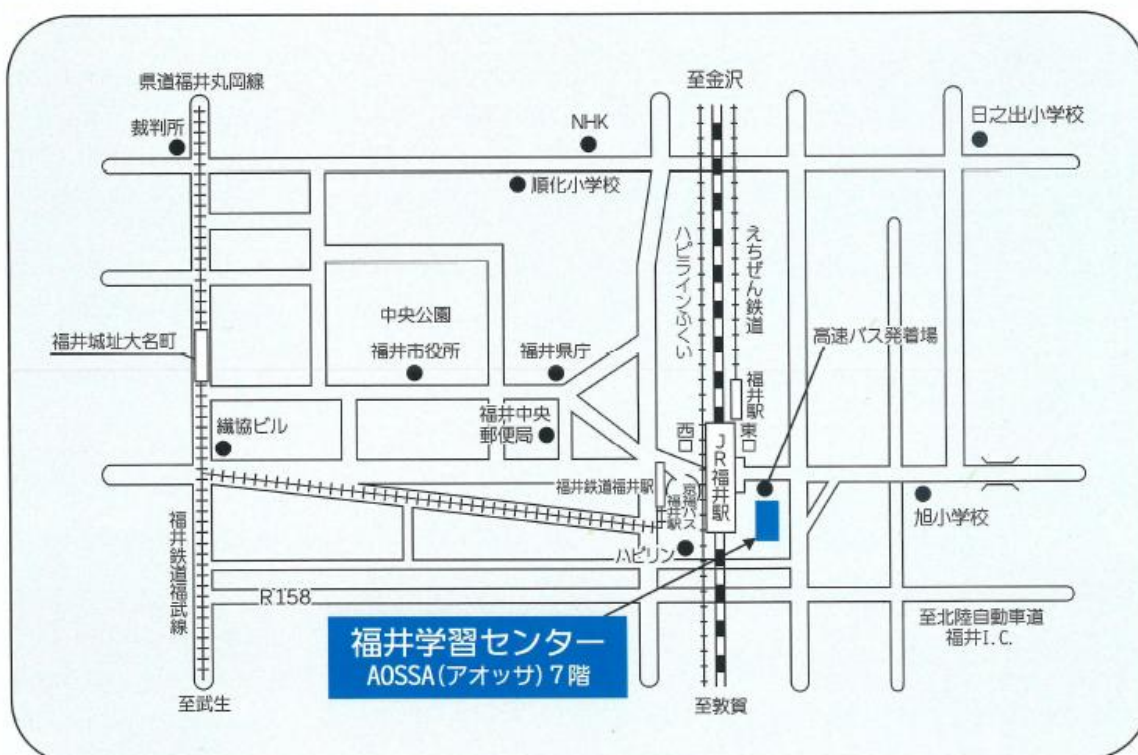 県道福井丸岡線
至金沢
裁判所
NHK
日之出小学校
順化小学校
ハピラインふくい
えちぜん鉄道
高速バス発着場
中央公園
福井城址大名町
福井市役所
福井県庁
福井駅
繊協ビル
福井中央
郵便局
西口
東口
JR福井駅
福井鉄道福井駅
京福バス
福井駅
旭小学校
ハピリン
福井鉄道福武線
R158
福井学習センター
AOSSA(アオッサ)7階
至北陸自動車道
福井I.C.
至武生
至敦賀